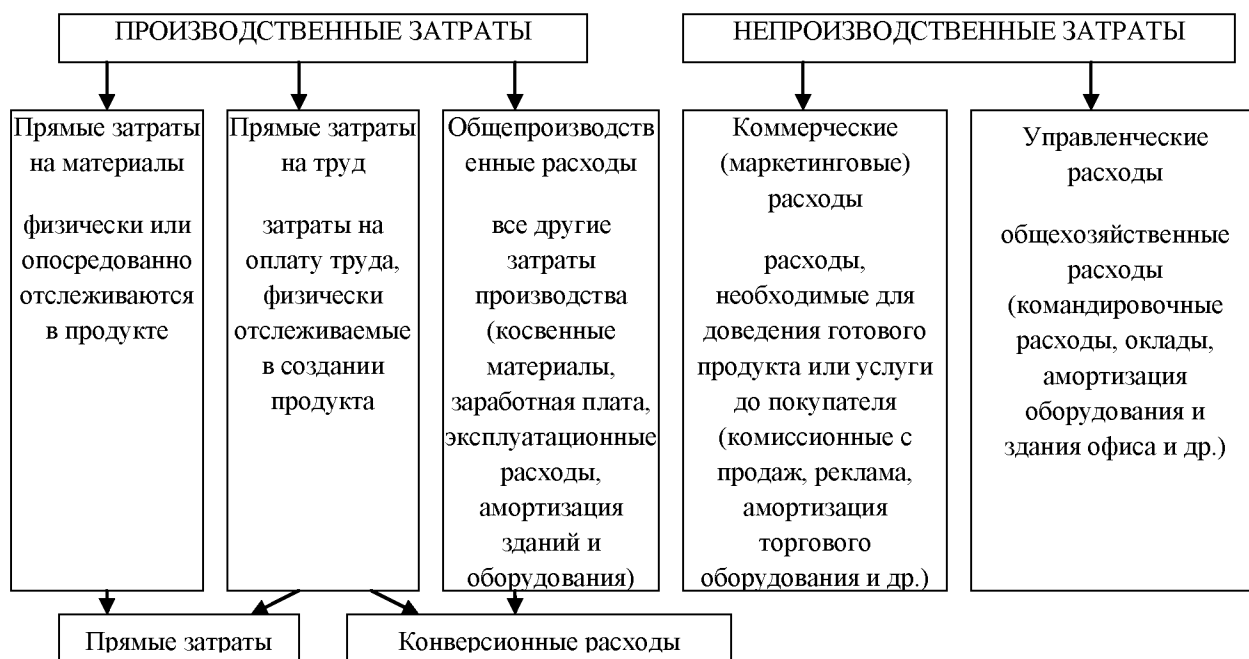 ПРОИЗВОДСТВЕННЫЕ ЗАТРАТЫ
НЕПРОИЗВОДСТВЕННЫЕ ЗАТРАТЫ
Прямые затраты
на материалы
физически или
опосредованно
отслеживаются
в продукте
Прямые затраты
на труд
затраты на
оплату труда,
физически
отслеживаемые
в создании
продукта
Общепроизводств
енные расходы
все другие
затраты
производства
(косвенные
материалы,
заработная плата,
эксплуатационные
расходы,
амортизация
зданий и
оборудования)
Коммерческие
(маркетинговые)
расходы
расходы,
необходимые для
доведения готового
продукта или услуги
до покупателя
(комиссионные с
продаж, реклама,
амортизация
торгового
оборудования и др.)
Управленческие
расходы
общехозяйственные
расходы
(командировочные
расходы, оклады,
амортизация
оборудования и
здания офиса и др.)
Прямые затраты
Конверсионные расходы